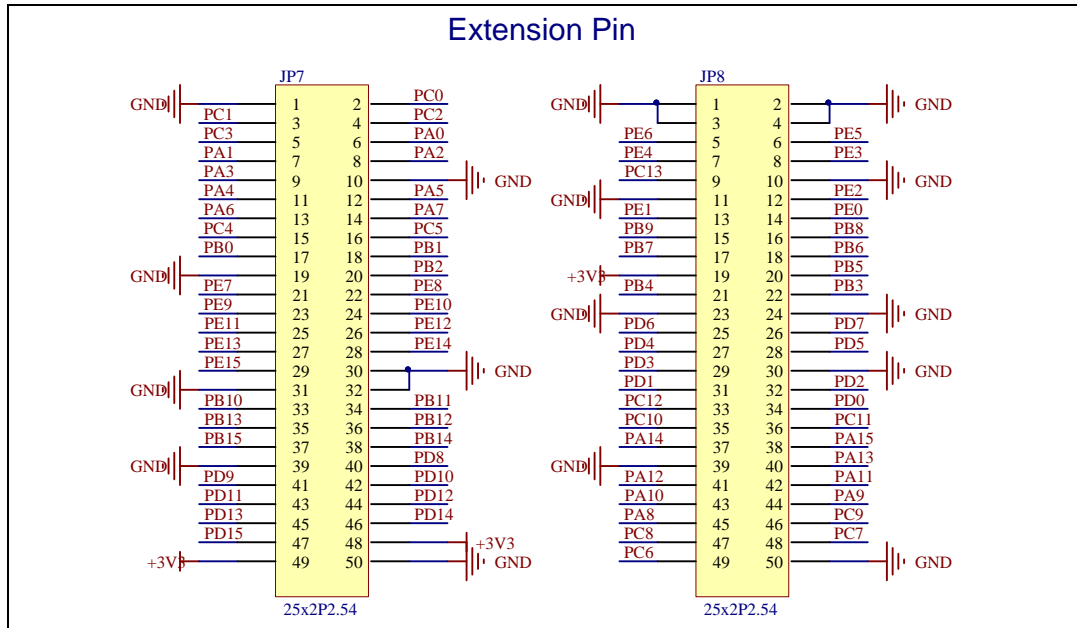 Extension Pin
JP7
GND 1 2 PC0
PC1 3 4 PC2
PC3 5 6 PA0
PA1 7 8 PA2
PA3 9 10 GND
PA4 11 12 PA5
PA6 13 14 PA7
PC4 15 16 PC5
PB0 17 18 PB1
GND 19 20 PB2
PE7 21 22 PE8
PE9 23 24 PE10
PE11 25 26 PE12
PE13 27 28 PE14
PE15 29 30 GND
GND 31 32
PB10 33 34 PB11
PB13 35 36 PB12
PB15 37 38 PB14
GND 39 40 PD8
PD9 41 42 PD10
PD11 43 44 PD12
PD13 45 46 PD14
PD15 47 48 +3V3
+3V3 49 50 GND
25x2P2.54
JP8
GND 1 2 GND
3 4
PE6 5 6 PE5
PE4 7 8 PE3
PC13 9 10 GND
GND 11 12 PE2
PE1 13 14 PE0
PB9 15 16 PB8
PB7 17 18 PB6
+3V3 19 20 PB5
PB4 21 22 PB3
GND 23 24 GND
PD6 25 26 PD7
PD4 27 28 PD5
PD3 29 30 GND
PD1 31 32 PD2
PC12 33 34 PD0
PC10 35 36 PC11
PA14 37 38 PA15
GND 39 40 PA13
PA12 41 42 PA11
PA10 43 44 PA9
PA8 45 46 PC9
PC8 47 48 PC7
PC6 49 50 GND
25x2P2.54